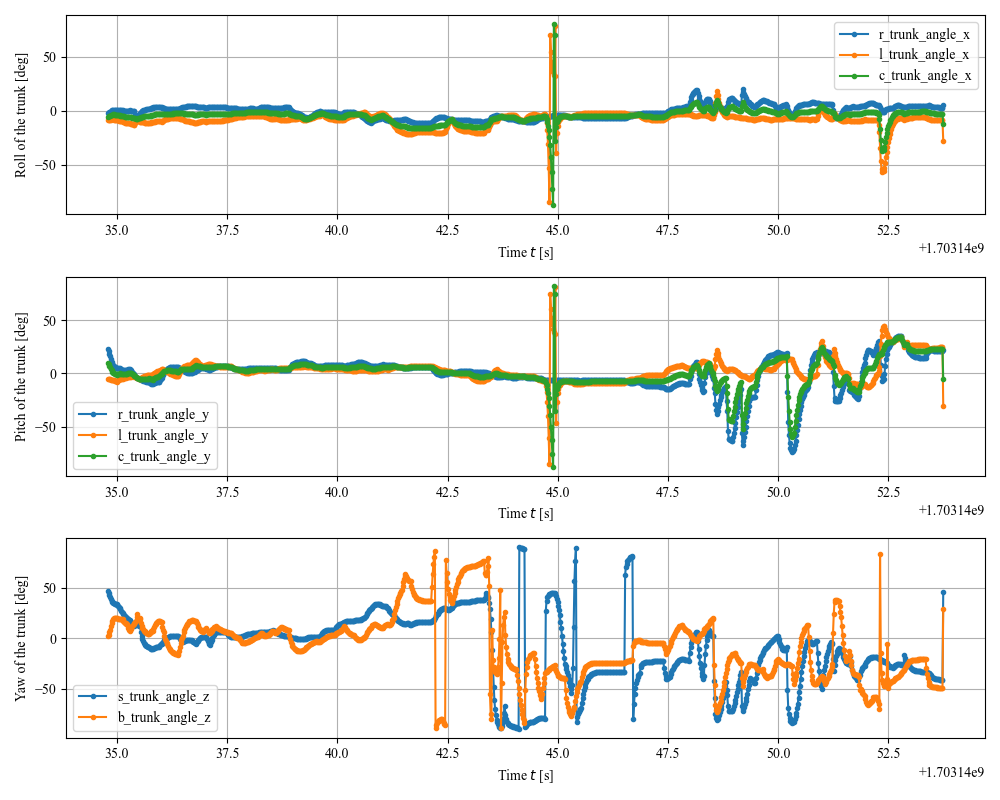 Roll of the trunk [deg]
50
0
−50
r_trunk_angle_x
l_trunk_angle_x
c_trunk_angle_x
35.0 37.5 40.0 42.5 45.0 47.5 50.0 52.5
Time t [s]
+1.70314e9
Pitch of the trunk [deg]
50
0
−50
r_trunk_angle_y
l_trunk_angle_y
c_trunk_angle_y
35.0 37.5 40.0 42.5 45.0 47.5 50.0 52.5
Time t [s]
+1.70314e9
Yaw of the trunk [deg]
50
0
−50
s_trunk_angle_z
b_trunk_angle_z
35.0 37.5 40.0 42.5 45.0 47.5 50.0 52.5
Time t [s]
+1.70314e9